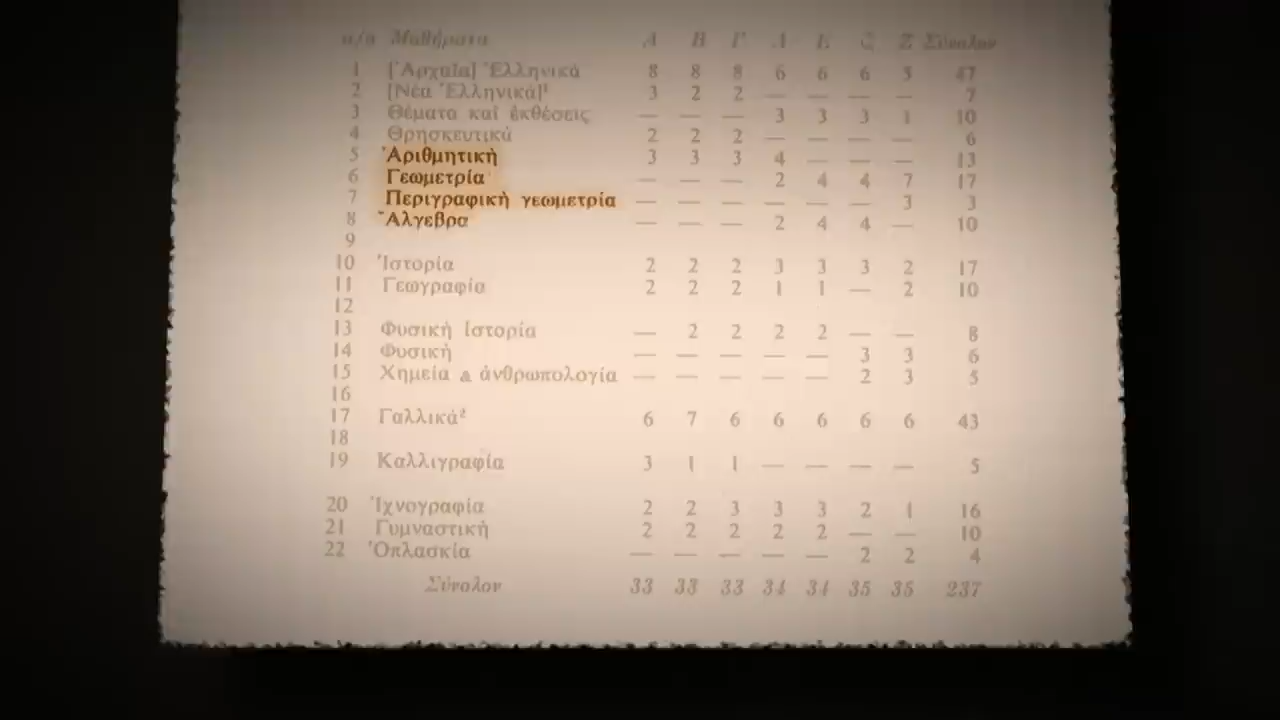 α/α Μαθήματα Α Β Γ Δ Ε Ϛ Ζ Σύνολον
1 [Ἀρχαῖα] Ἑλληνικά 8 8 8 6 6 6 5 47
2 [Νέα Ἑλληνικά]¹ 3 2 2 — — — — 7
3 Θέματα καὶ ἐκθέσεις — — — 3 3 3 1 10
4 Θρησκευτικά 2 2 2 — — — — 6
5 Ἀριθμητική 3 3 3 4 — — — 13
6 Γεωμετρία — — — 2 4 4 7 17
7 Περιγραφικὴ γεωμετρία — — — — — — 3 3
8 Ἄλγεβρα — — — 2 4 4 — 10
9
10 Ἱστορία 2 2 2 3 3 3 2 17
11 Γεωγραφία 2 2 2 1 1 — 2 10
12
13 Φυσικὴ Ἱστορία — 2 2 2 2 — — 8
14 Φυσική — — — — — 3 3 6
15 Χημεία & ἀνθρωπολογία — — — — — 2 3 5
16
17 Γαλλικά² 6 7 6 6 6 6 6 43
18
19 Καλλιγραφία 3 1 1 — — — — 5
20 Ἰχνογραφία 2 2 3 3 3 2 1 16
21 Γυμναστική 2 2 2 2 2 — — 10
22 Ὁπλασκία — — — — — 2 2 4
Σύνολον 33 33 33 34 34 35 35 237